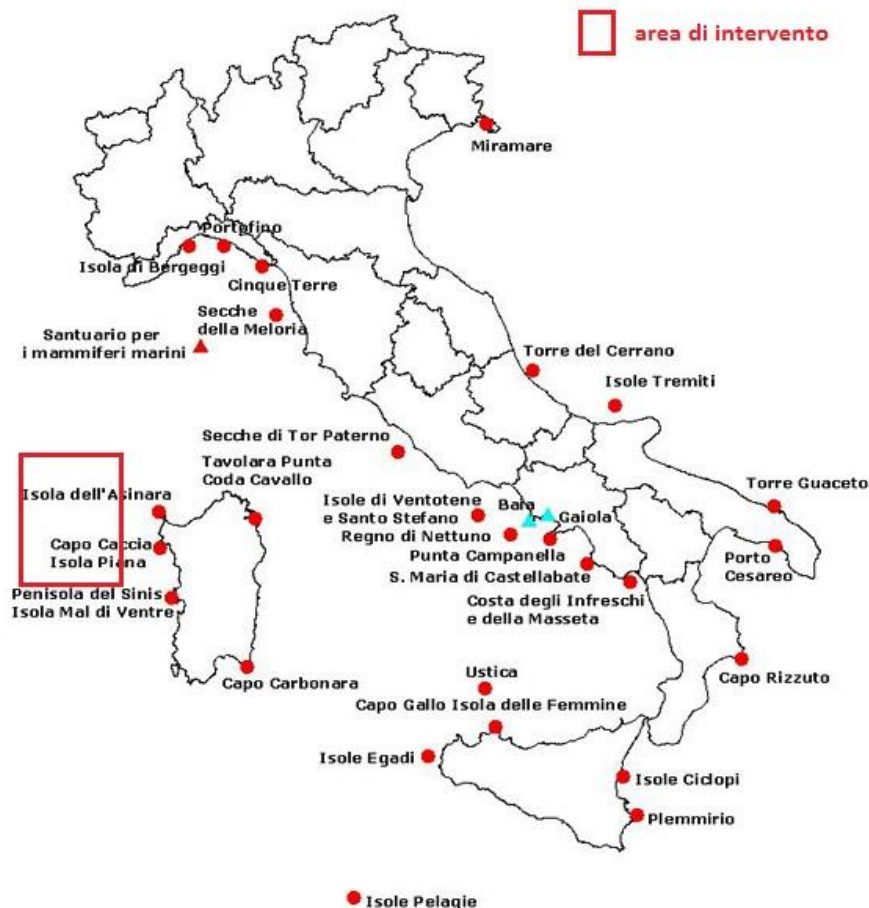 area di intervento
Miramare
Portofino
Isola di Bergeggi
Cinque Terre
Secche
della Meloria
Santuario per
i mammiferi marini
Torre del Cerrano
Isole Tremiti
Secche di Tor Paterno
Tavolara Punta
Coda Cavallo
Isola dell'Asinara
Isole di Ventotene
e Santo Stefano
Baia
Gaiola
Torre Guaceto
Regno di Nettuno
Capo Caccia
Isola Piana
Punta Campanella
Porto
Cesareo
S. Maria di Castellabate
Penisola del Sinis
Isola Mal di Ventre
Costa degli Infreschi
e della Masseta
Capo Carbonara
Capo Rizzuto
Ustica
Capo Gallo Isola delle Femmine
Isole Egadi
Isole Ciclopi
Plemmirio
Isole Pelagie